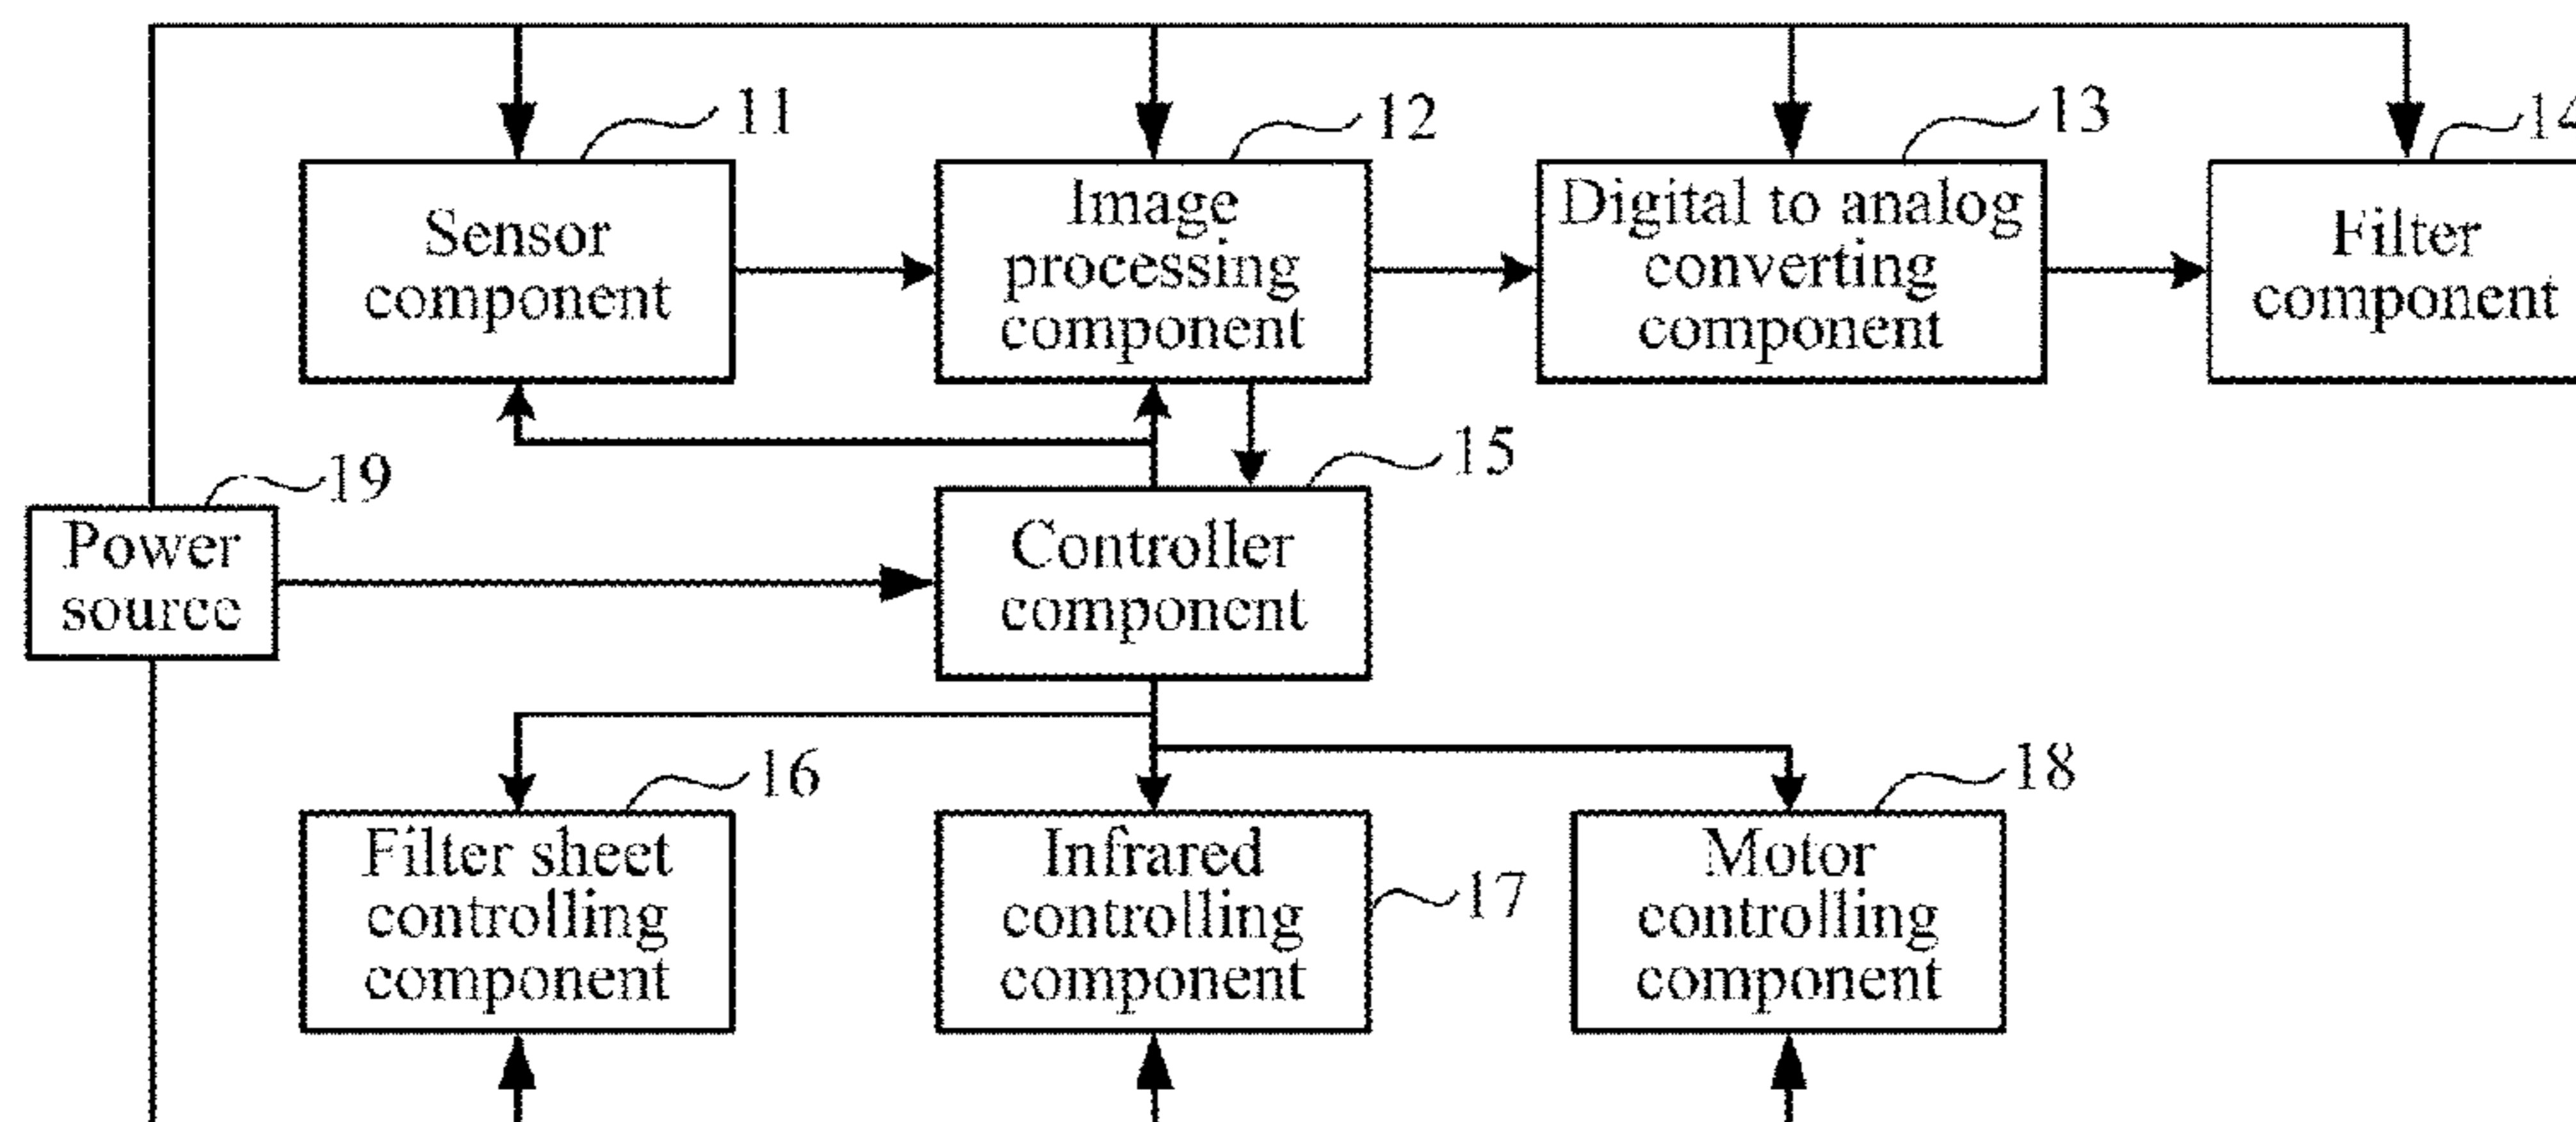 11
12
13
14
Sensor
component
Image
processing
component
Digital to analog
converting
component
Filter
component
15
19
Power
source
Controller
component
16
18
Filter sheet
controlling
component
Infrared
controlling
component
17
Motor
controlling
component